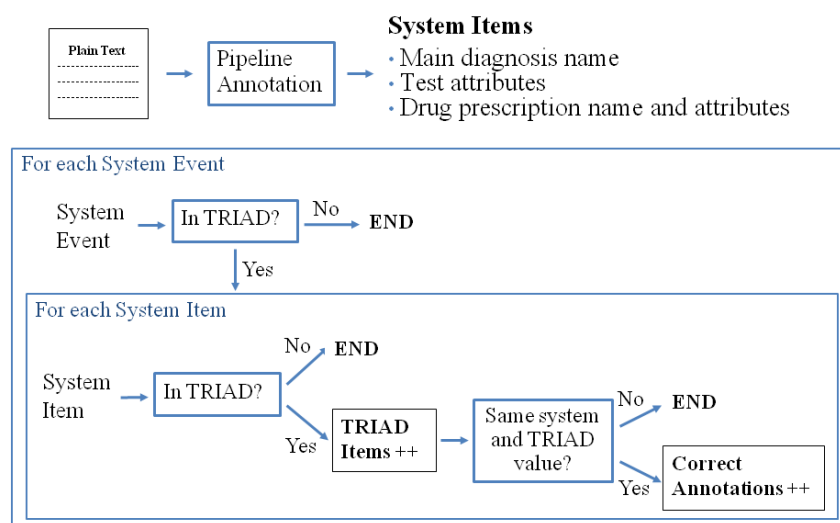 System Items
Plain Text
Pipeline
Annotation
· Main diagnosis name
· Test attributes
· Drug prescription name and attributes
For each System Event
System
Event
In TRIAD?
No
END
Yes
For each System Item
System
Item
In TRIAD?
No
END
Yes
TRIAD
Items ++
Same system
and TRIAD
value?
No
END
Yes
Correct
Annotations ++